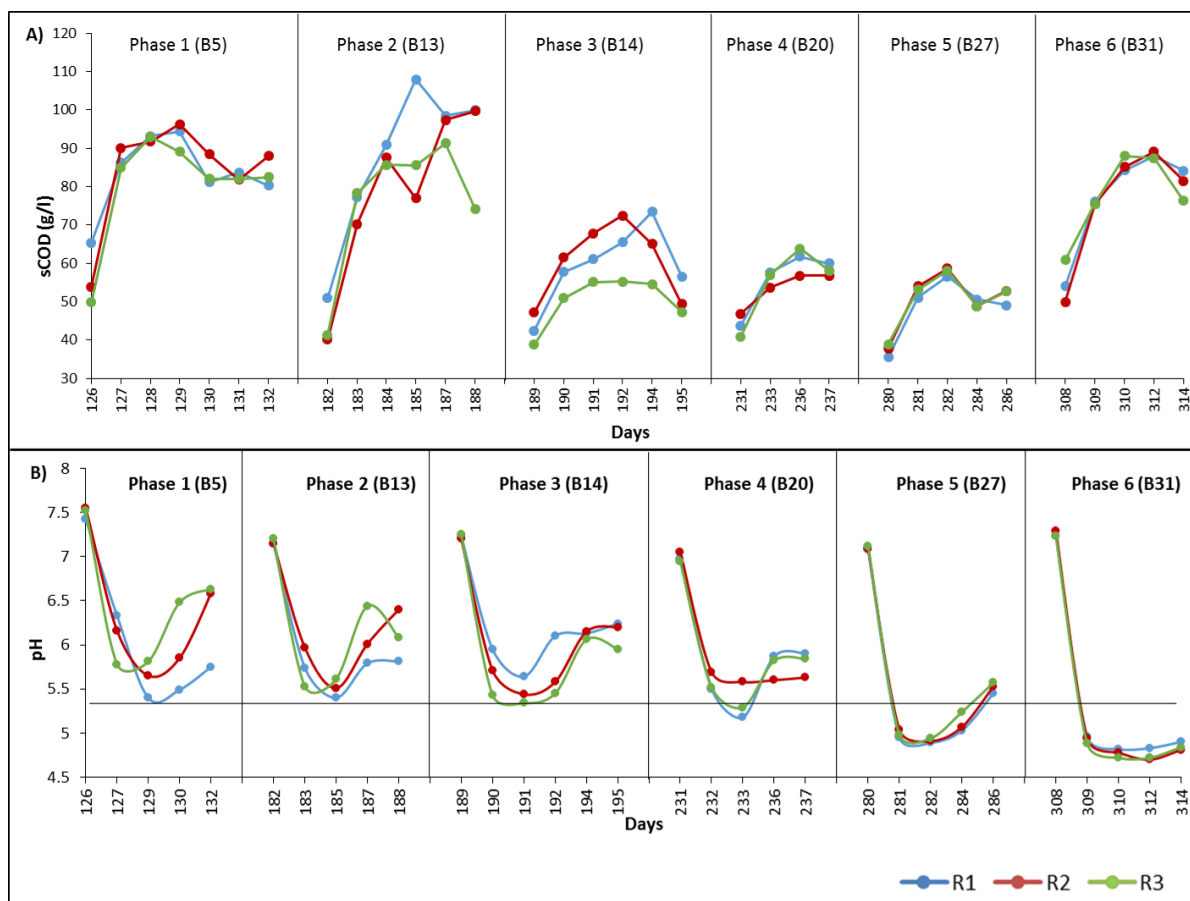 A)
Phase 1 (B5) Phase 2 (B13) Phase 3 (B14) Phase 4 (B20) Phase 5 (B27) Phase 6 (B31)
sCOD (g/l)
120
110
100
90
80
70
60
50
40
30
126 127 128 129 130 131 132 182 183 184 185 187 188 189 190 191 192 194 195 231 233 236 237 280 281 282 284 286 308 309 310 312 314
Days
B)
Phase 1 (B5) Phase 2 (B13) Phase 3 (B14) Phase 4 (B20) Phase 5 (B27) Phase 6 (B31)
pH
8
7.5
7
6.5
6
5.5
5
4.5
126 127 129 130 132 182 183 185 187 188 189 190 191 192 194 195 231 232 233 236 237 280 281 282 284 286 308 309 310 312 314
Days
R1 R2 R3